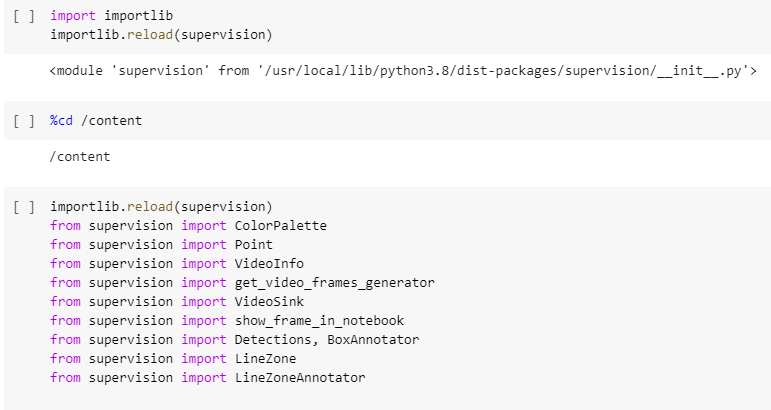 [ ] import importlib
importlib.reload(supervision)
<module 'supervision' from '/usr/local/lib/python3.8/dist-packages/supervision/__init__.py'>
[ ] %cd /content
/content
[ ] importlib.reload(supervision)
from supervision import ColorPalette
from supervision import Point
from supervision import VideoInfo
from supervision import get_video_frames_generator
from supervision import VideoSink
from supervision import show_frame_in_notebook
from supervision import Detections, BoxAnnotator
from supervision import LineZone
from supervision import LineZoneAnnotator